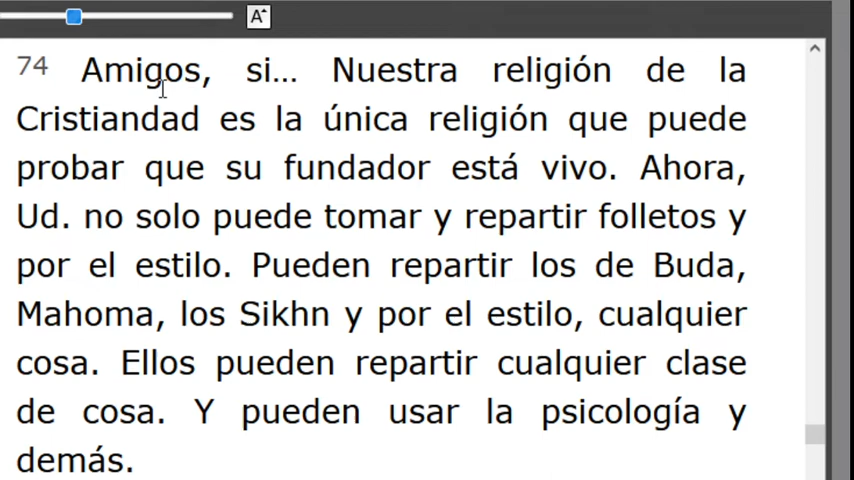 A
74 Amigos, si... Nuestra religión de la
Cristiandad es la única religión que puede
probar que su fundador está vivo. Ahora,
Ud. no solo puede tomar y repartir folletos y
por el estilo. Pueden repartir los de Buda,
Mahoma, los Sikhn y por el estilo, cualquier
cosa. Ellos pueden repartir cualquier clase
de cosa. Y pueden usar la psicología y
demás.